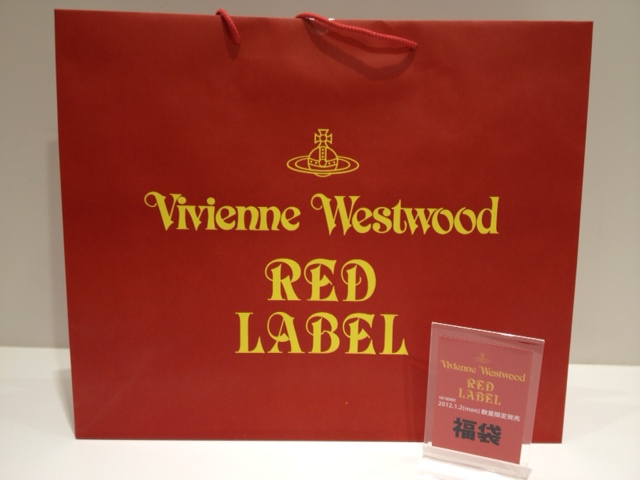 Vivienne Westwood
RED
LABEL
Vivienne Westwood
RED
LABEL
2012.1.2(mon) 数量限定発売
福袋